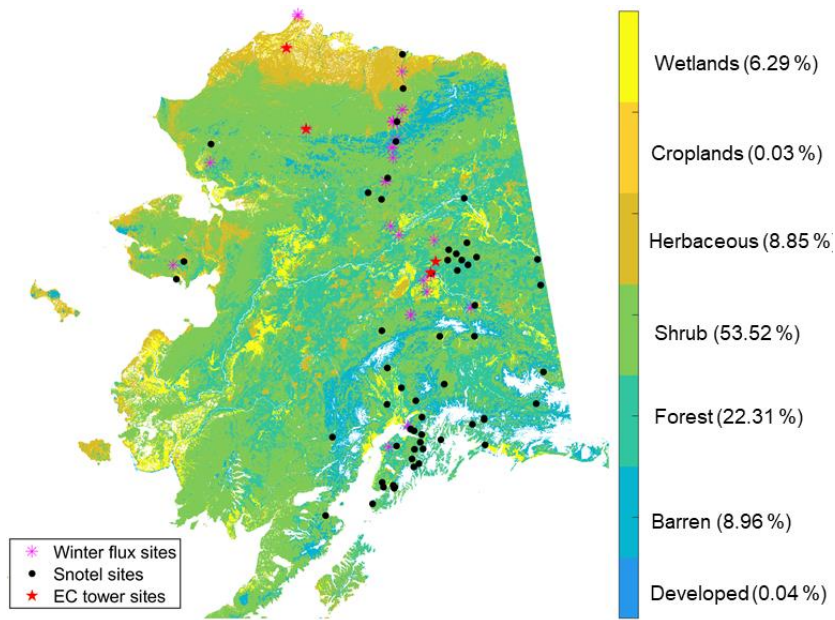 Wetlands (6.29 %)
Croplands (0.03 %)
Herbaceous (8.85 %)
Shrub (53.52 %)
Forest (22.31 %)
Barren (8.96 %)
Developed (0.04 %)
Winter flux sites
Snotel sites
EC tower sites